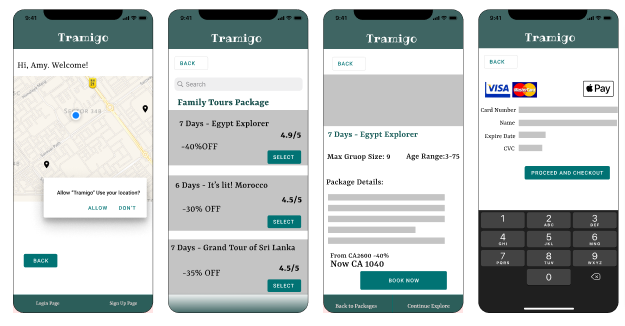 9:41
Tramigo
Hi, Amy. Welcome!
SECTOR 349
Allow "Tramigo" Use your location?
ALLOW DON'T
BACK
Login Page Sign Up Page
9:41
Tramigo
BACK
Search
Family Tours Package
7 Days - Egypt Explorer
4.9/5
-40%OFF
SELECT
6 Days - It's lit! Morocco
4.5/5
-30% OFF
SELECT
7 Days - Grand Tour of Sri Lanka
4.5/5
-35% OFF
SELECT
9:41
Tramigo
BACK
7 Days - Egypt Explorer
Max Gruop Size: 9 Age Range:3-75
Package Details:
From CA2600 -40%
Now CA 1040
BOOK NOW
Back to Packages Continue Explore
9:41
Tramigo
BACK
VISA MasterCard Pay
Card Number
Name
Expire Date
CVC
PROCEED AND CHECKOUT
1 2 3
ABC DEF
4 5 6
GHI JKL MNO
7 8 9
PQRS TUV WXYZ
0